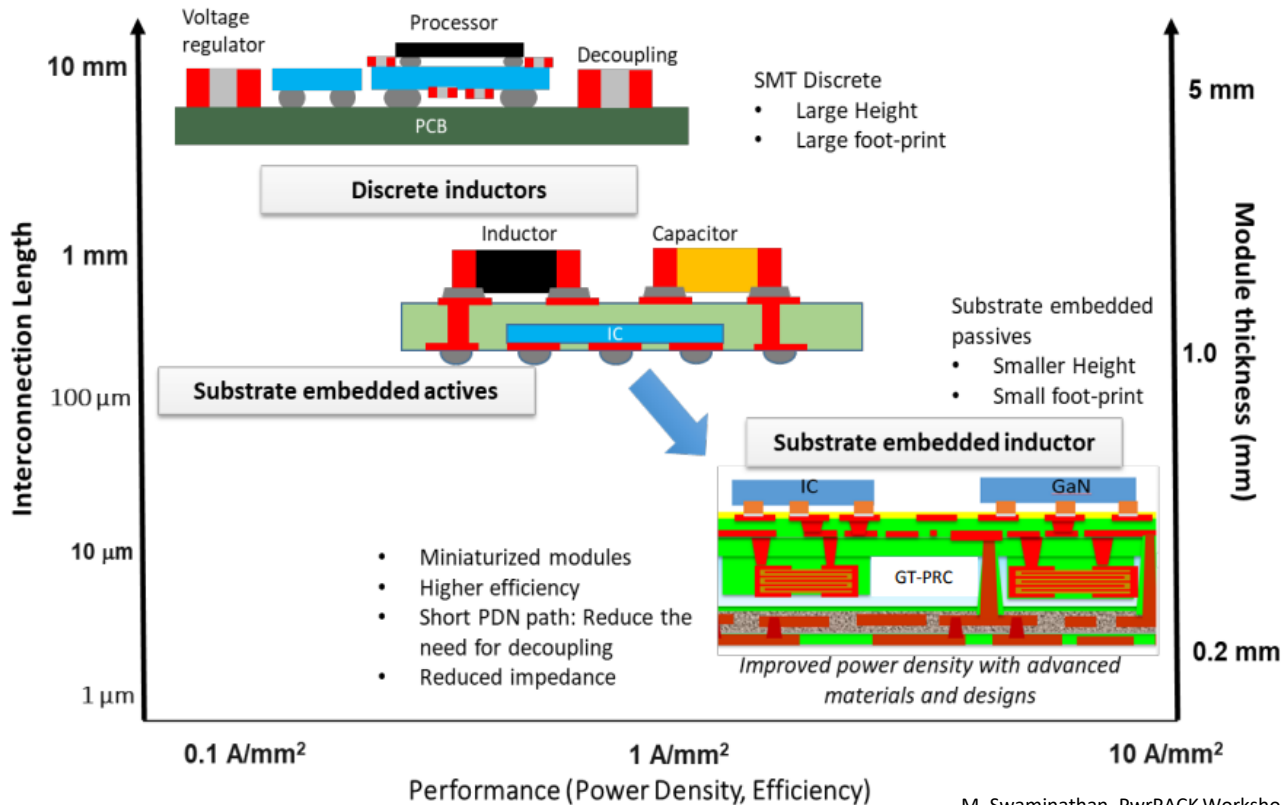 Voltage
regulator
Processor
Decoupling
PCB
SMT Discrete
• Large Height
• Large foot-print
Discrete inductors
Inductor
Capacitor
IC
Substrate embedded
passives
• Smaller Height
• Small foot-print
Substrate embedded actives
Substrate embedded inductor
IC
GaN
GT-PRC
• Miniaturized modules
• Higher efficiency
• Short PDN path: Reduce the
need for decoupling
• Reduced impedance
Improved power density with advanced
materials and designs
Interconnection Length
10 mm
1 mm
100 μm
10 μm
1 μm
Module thickness (mm)
5 mm
1.0
0.2 mm
0.1 A/mm²
1 A/mm²
10 A/mm²
Performance (Power Density, Efficiency)